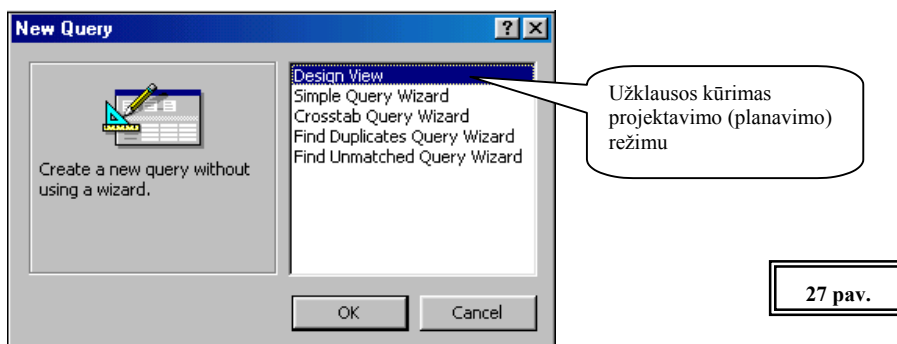 New Query
Design View
Simple Query Wizard
Crosstab Query Wizard
Find Duplicates Query Wizard
Find Unmatched Query Wizard
Create a new query without
using a wizard.
OK
Cancel
Užklausos kūrimas
projektavimo (planavimo)
režimu
27 pav.